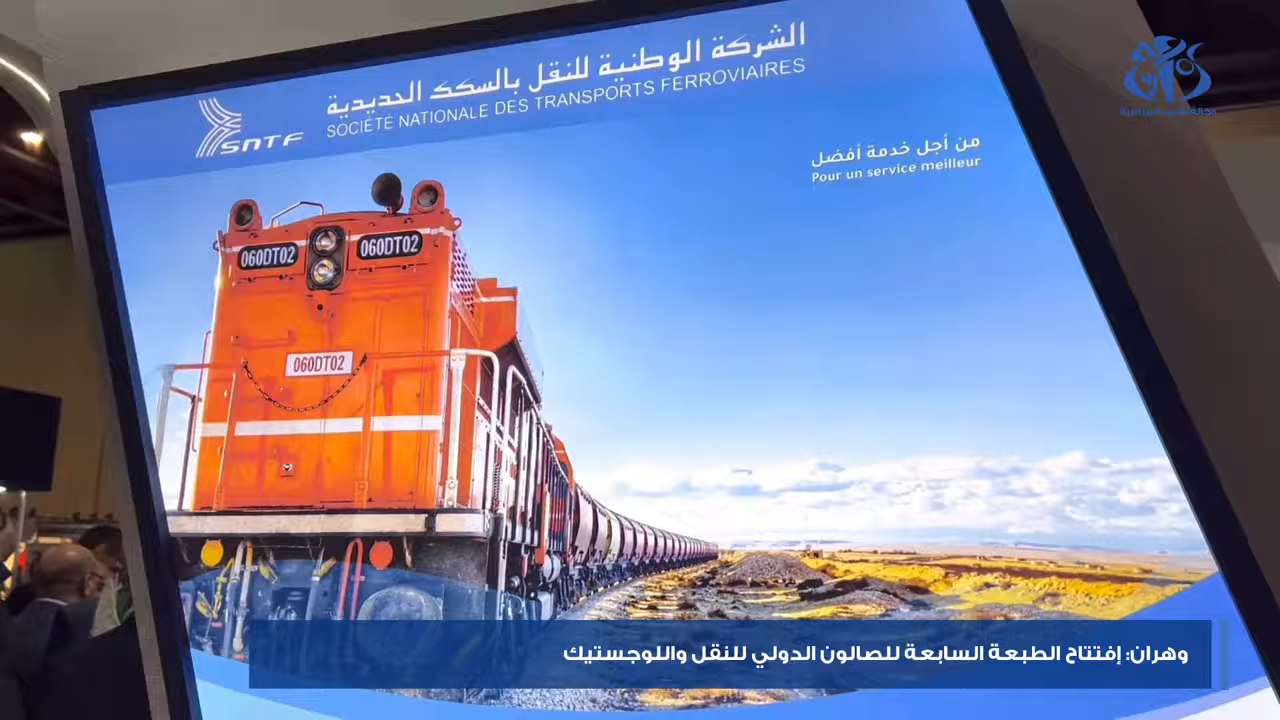 الشركة الوطنية للنقل بالسكك الحديدية
SOCIÉTÉ NATIONALE DES TRANSPORTS FERROVIAIRES
SNTF
من أجل خدمة أفضل
Pour un service meilleur
060DT02
060DT02
060DT02
وهران: إفتتاح الطبعة السابعة للصالون الدولي للنقل واللوجستيك